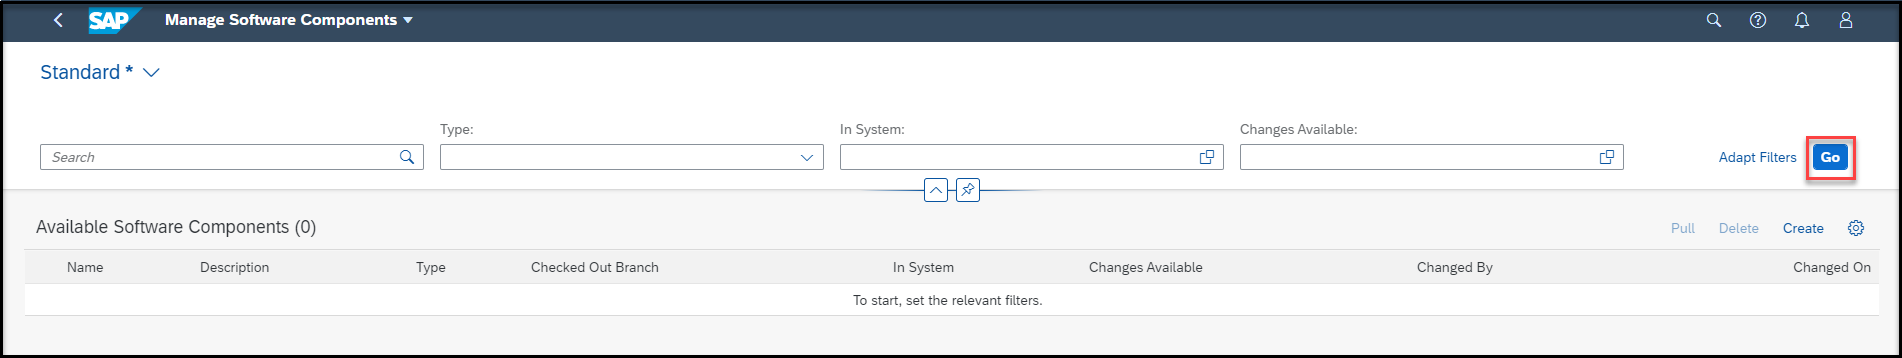 SAP Manage Software Components
Standard *
Type: In System: Changes Available:
Search Adapt Filters Go
Available Software Components (0) Pull Delete Create
Name Description Type Checked Out Branch In System Changes Available Changed By Changed On
To start, set the relevant filters.